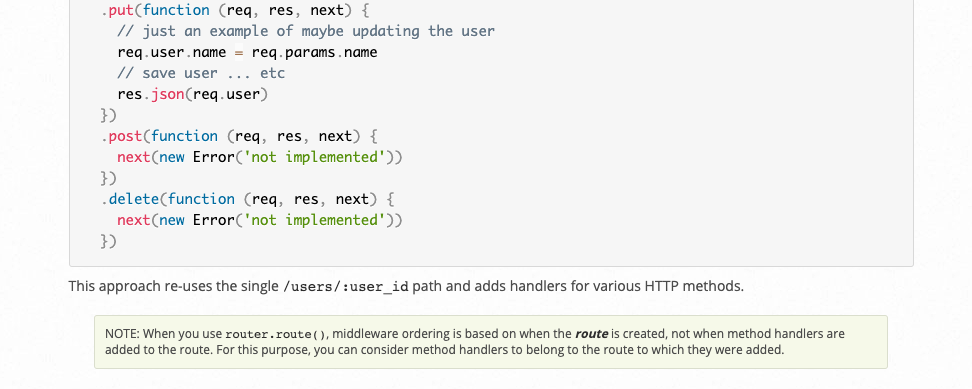 .put(function (req, res, next) {
// just an example of maybe updating the user
req.user.name = req.params.name
// save user ... etc
res.json(req.user)
})
.post(function (req, res, next) {
next(new Error('not implemented'))
})
.delete(function (req, res, next) {
next(new Error('not implemented'))
})
This approach re-uses the single /users/:user_id path and adds handlers for various HTTP methods.
NOTE: When you use router.route(), middleware ordering is based on when the route is created, not when method handlers are
added to the route. For this purpose, you can consider method handlers to belong to the route to which they were added.